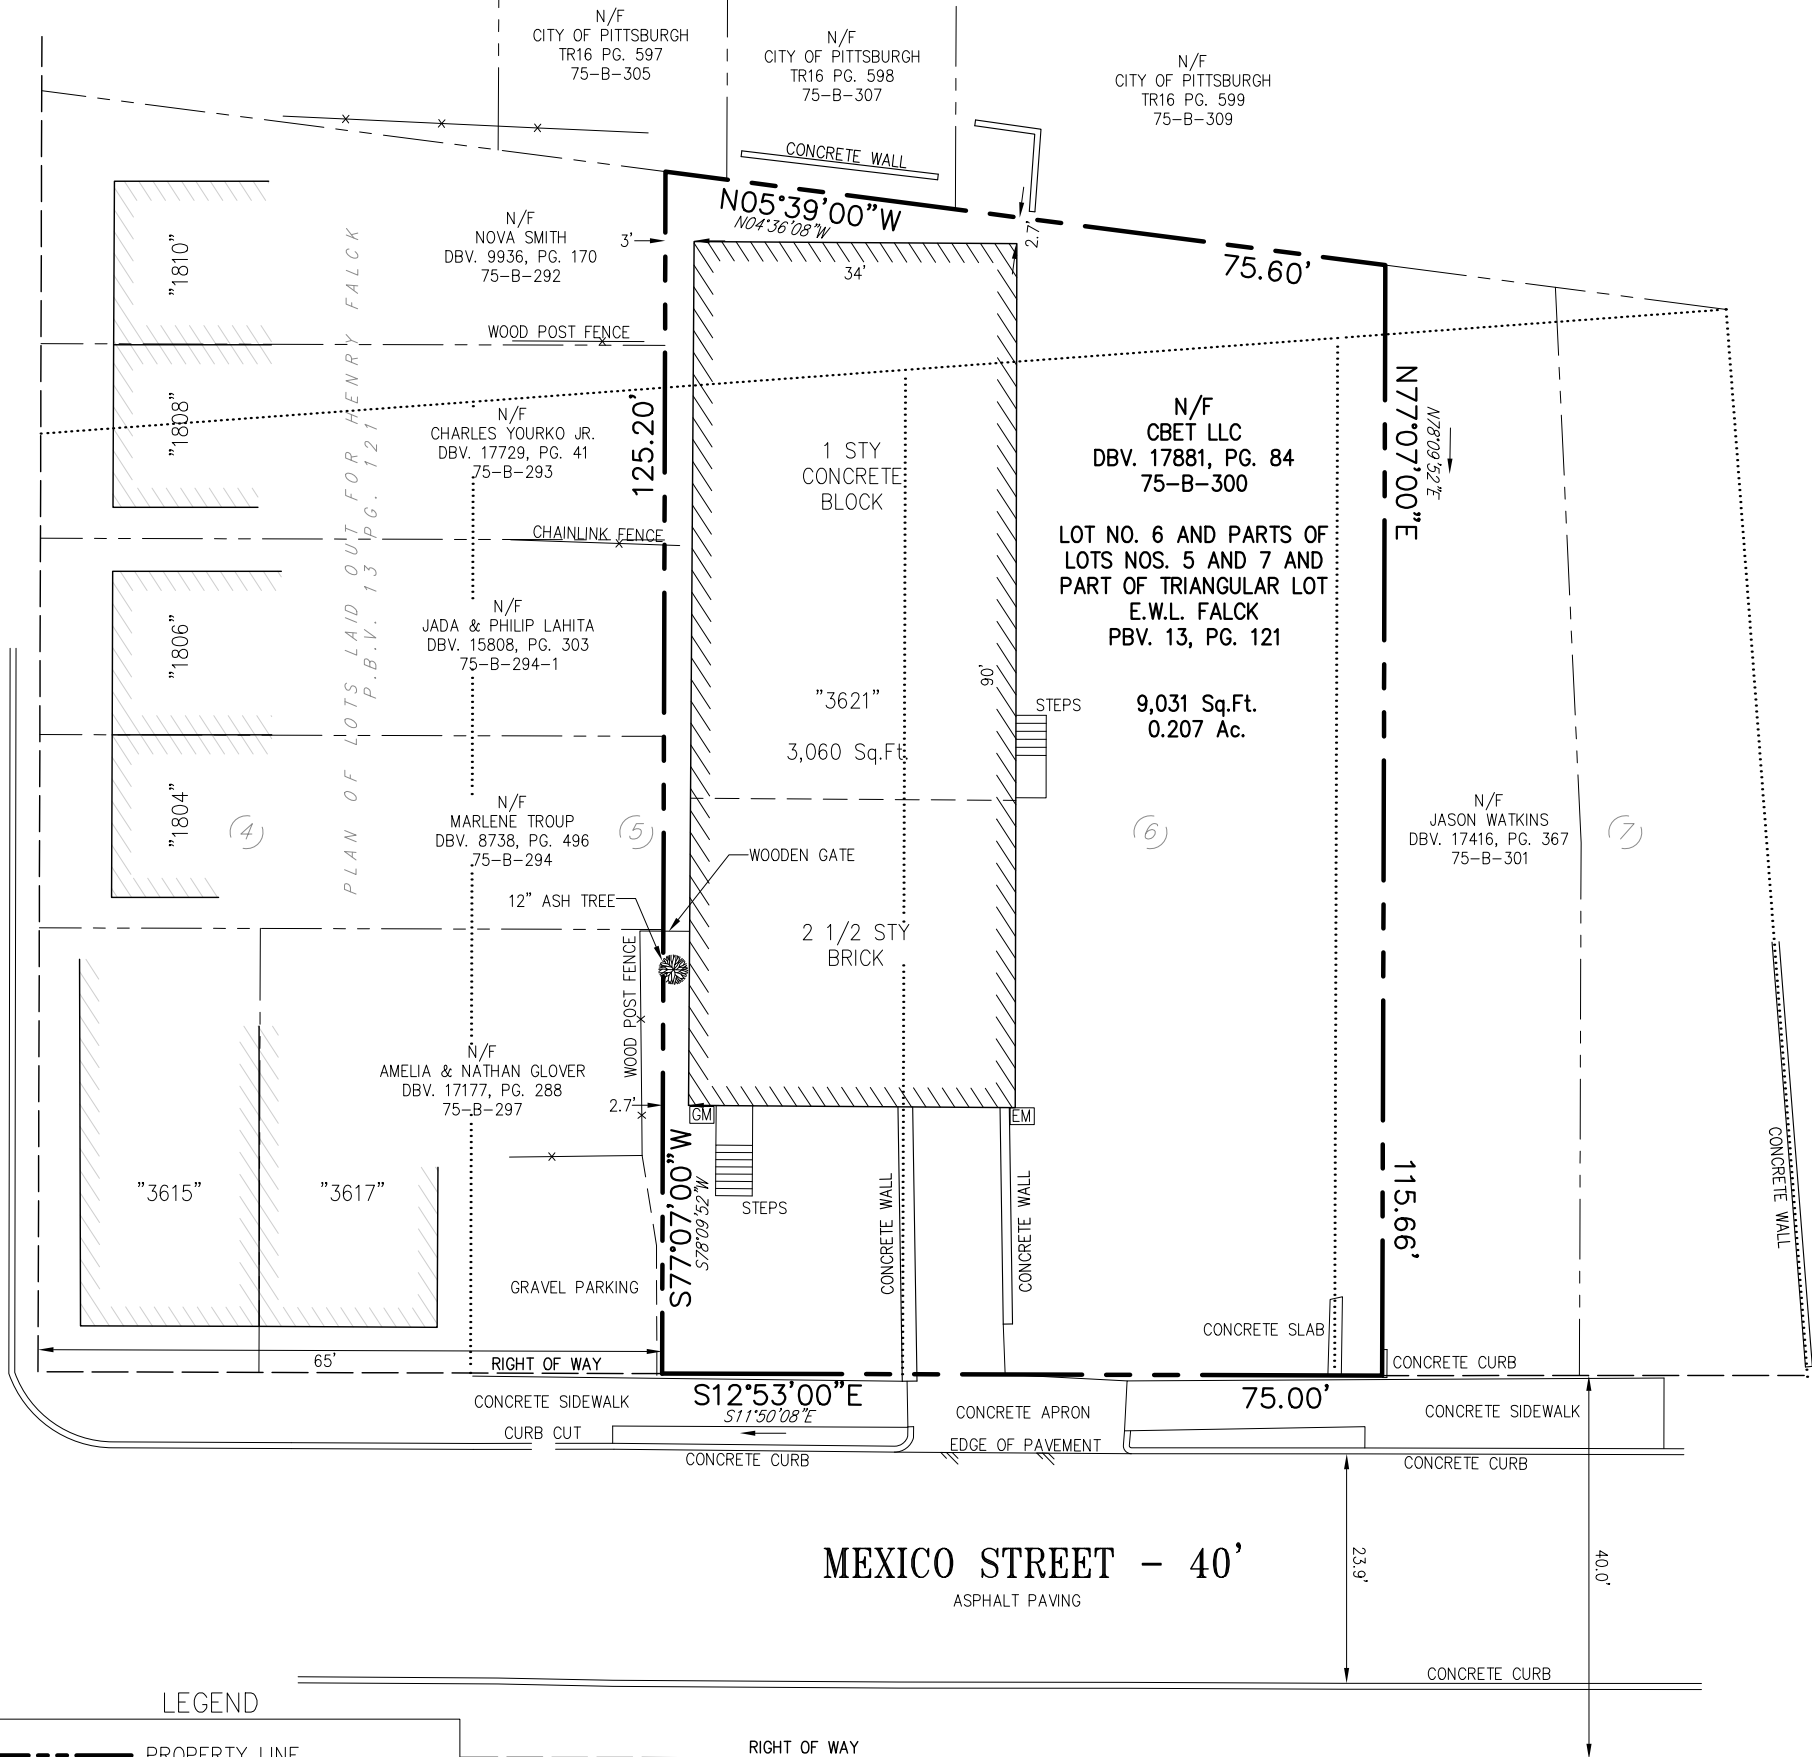 N/F
CITY OF PITTSBURGH
TR16 PG. 597
75-B-305
N/F
CITY OF PITTSBURGH
TR16 PG. 598
75-B-307
N/F
CITY OF PITTSBURGH
TR16 PG. 599
75-B-309
CONCRETE WALL
N05°39'00"W
N04°36'08"W
75.60'
2.7'
3'
34'
N/F
NOVA SMITH
DBV. 9936, PG. 170
75-B-292
"1810"
"1808"
"1806"
"1804"
PLAN OF LOTS LAID OUT FOR HENRY FALCK
P.B.V. 13 PG. 121
WOOD POST FENCE
N/F
CHARLES YOURKO JR.
DBV. 17729, PG. 41
75-B-293
125.20'
CHAINLINK FENCE
N/F
JADA & PHILIP LAHITA
DBV. 15808, PG. 303
75-B-294-1
N/F
MARLENE TROUP
DBV. 8738, PG. 496
75-B-294
4
5
6
7
1 STY
CONCRETE
BLOCK
"3621"
3,060 Sq.Ft.
90'
STEPS
2 1/2 STY
BRICK
WOODEN GATE
12" ASH TREE
WOOD POST FENCE
N/F
CBET LLC
DBV. 17881, PG. 84
75-B-300
LOT NO. 6 AND PARTS OF
LOTS NOS. 5 AND 7 AND
PART OF TRIANGULAR LOT
E.W.L. FALCK
PBV. 13, PG. 121
9,031 Sq.Ft.
0.207 Ac.
N77°07'00"E
N78°09'52"E
N/F
JASON WATKINS
DBV. 17416, PG. 367
75-B-301
N/F
AMELIA & NATHAN GLOVER
DBV. 17177, PG. 288
75-B-297
2.7'
GM
EM
"3615"
"3617"
S77°07'00"W
S78°09'52"W
STEPS
CONCRETE WALL
CONCRETE WALL
115.66'
CONCRETE WALL
GRAVEL PARKING
CONCRETE SLAB
65'
RIGHT OF WAY
CONCRETE CURB
CONCRETE SIDEWALK
S12°53'00"E
S11°50'08"E
75.00'
CONCRETE APRON
CONCRETE SIDEWALK
CURB CUT
EDGE OF PAVEMENT
CONCRETE CURB
CONCRETE CURB
MEXICO STREET - 40'
ASPHALT PAVING
23.9'
40.0'
CONCRETE CURB
LEGEND
PROPERTY LINE
RIGHT OF WAY